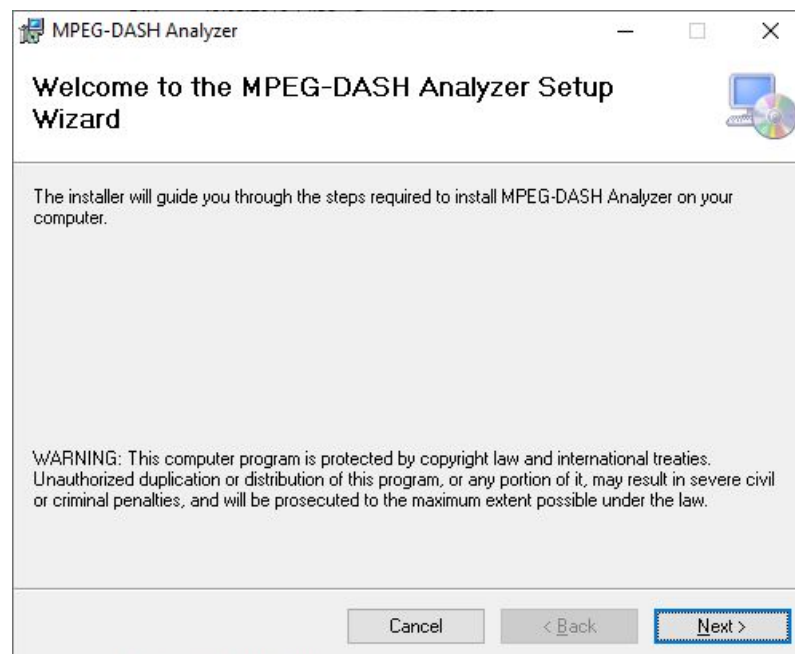 MPEG-DASH Analyzer
Welcome to the MPEG-DASH Analyzer Setup
Wizard
The installer will guide you through the steps required to install MPEG-DASH Analyzer on your
computer.
WARNING: This computer program is protected by copyright law and international treaties.
Unauthorized duplication or distribution of this program, or any portion of it, may result in severe civil
or criminal penalties, and will be prosecuted to the maximum extent possible under the law.
Cancel < Back Next >